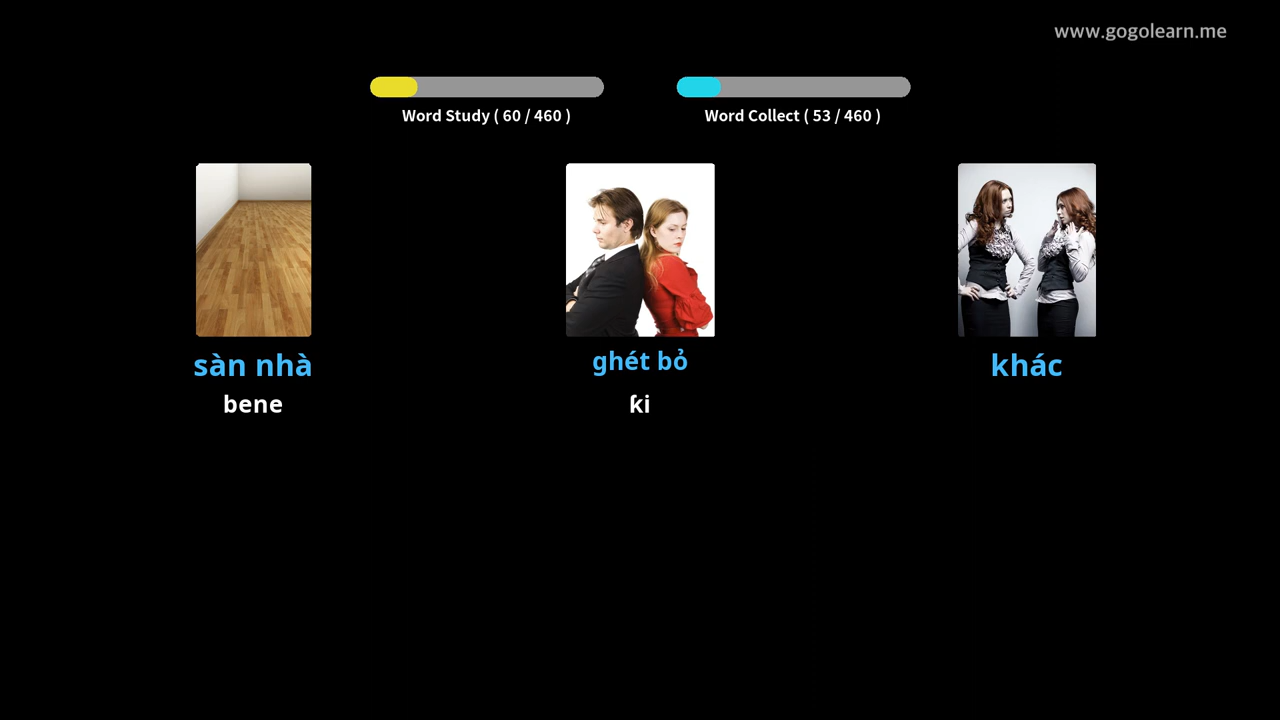 www.gogolearn.me
Word Study ( 60 / 460 )
Word Collect ( 53 / 460 )
sàn nhà
ghét bỏ
khác
bene
ƙi